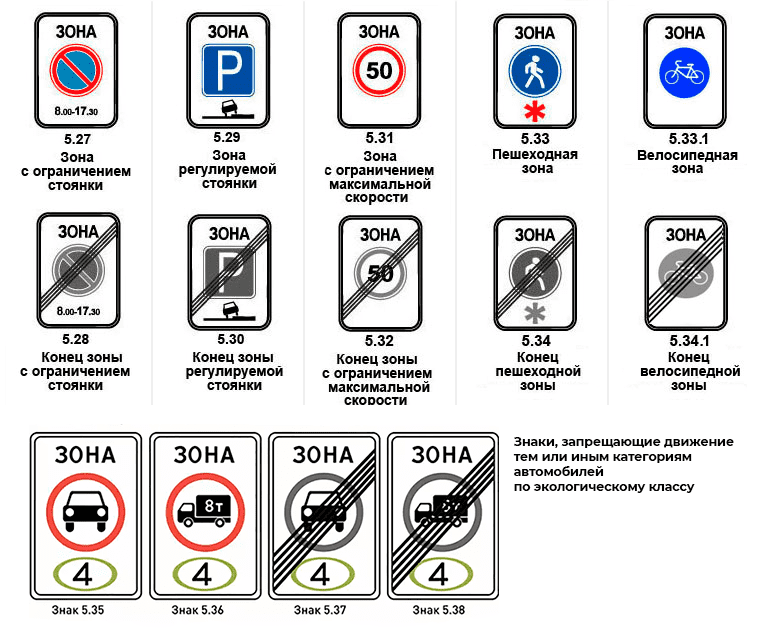 ЗОНА
8.00-17.30
5.27
Зона
с ограничением
стоянки
ЗОНА
P
5.29
Зона
регулируемой
стоянки
ЗОНА
50
5.31
Зона
с ограничением
максимальной
скорости
ЗОНА
5.33
Пешеходная
зона
ЗОНА
5.33.1
Велосипедная
зона
ЗОНА
8.00-17.30
5.28
Конец зоны
с ограничением
стоянки
ЗОНА
P
5.30
Конец зоны
регулируемой
стоянки
ЗОНА
50
5.32
Конец зоны
с ограничением
максимальной
скорости
ЗОНА
5.34
Конец
пешеходной
зоны
ЗОНА
5.34.1
Конец
велосипедной
зоны
ЗОНА
4
Знак 5.35
ЗОНА
8т
4
Знак 5.36
ЗОНА
4
Знак 5.37
ЗОНА
8т
4
Знак 5.38
Знаки, запрещающие движение
тем или иным категориям
автомобилей
по экологическому классу